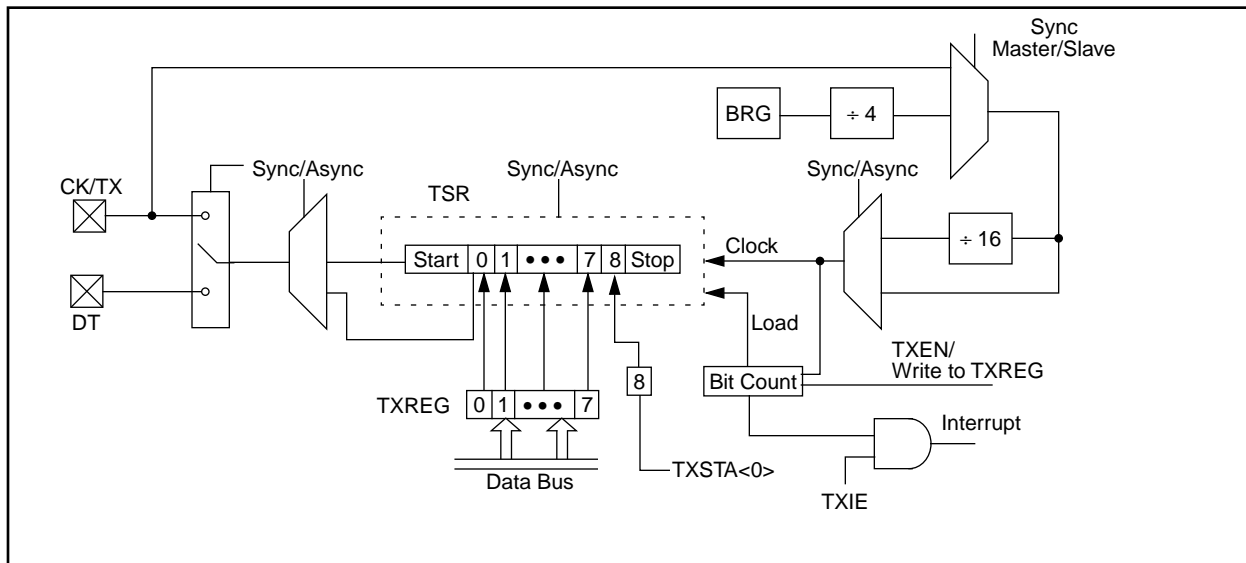 Sync
Master/Slave
BRG
÷ 4
CK/TX
Sync/Async
TSR
Sync/Async
Sync/Async
÷ 16
Start 0 1 ••• 7 8 Stop
Clock
DT
Load
TXEN/
Write to TXREG
Bit Count
8
TXREG 0 1 ••• 7
Interrupt
TXSTA<0>
Data Bus
TXIE